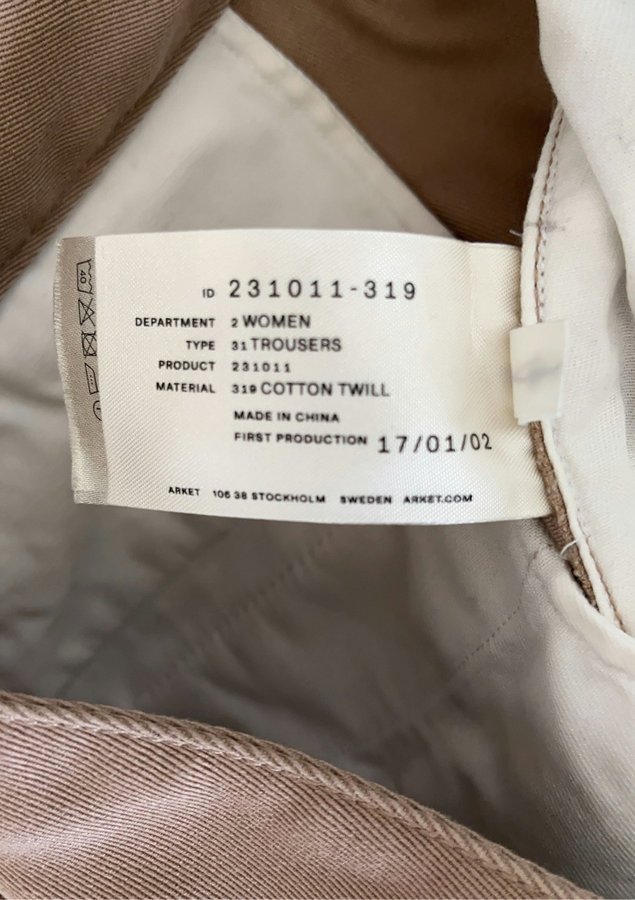 ID 231011-319
DEPARTMENT 2 WOMEN
TYPE 31 TROUSERS
PRODUCT 231011
MATERIAL 319 COTTON TWILL
MADE IN CHINA
FIRST PRODUCTION 17/01/02
ARKET 106 38 STOCKHOLM SWEDEN ARKET.COM
40